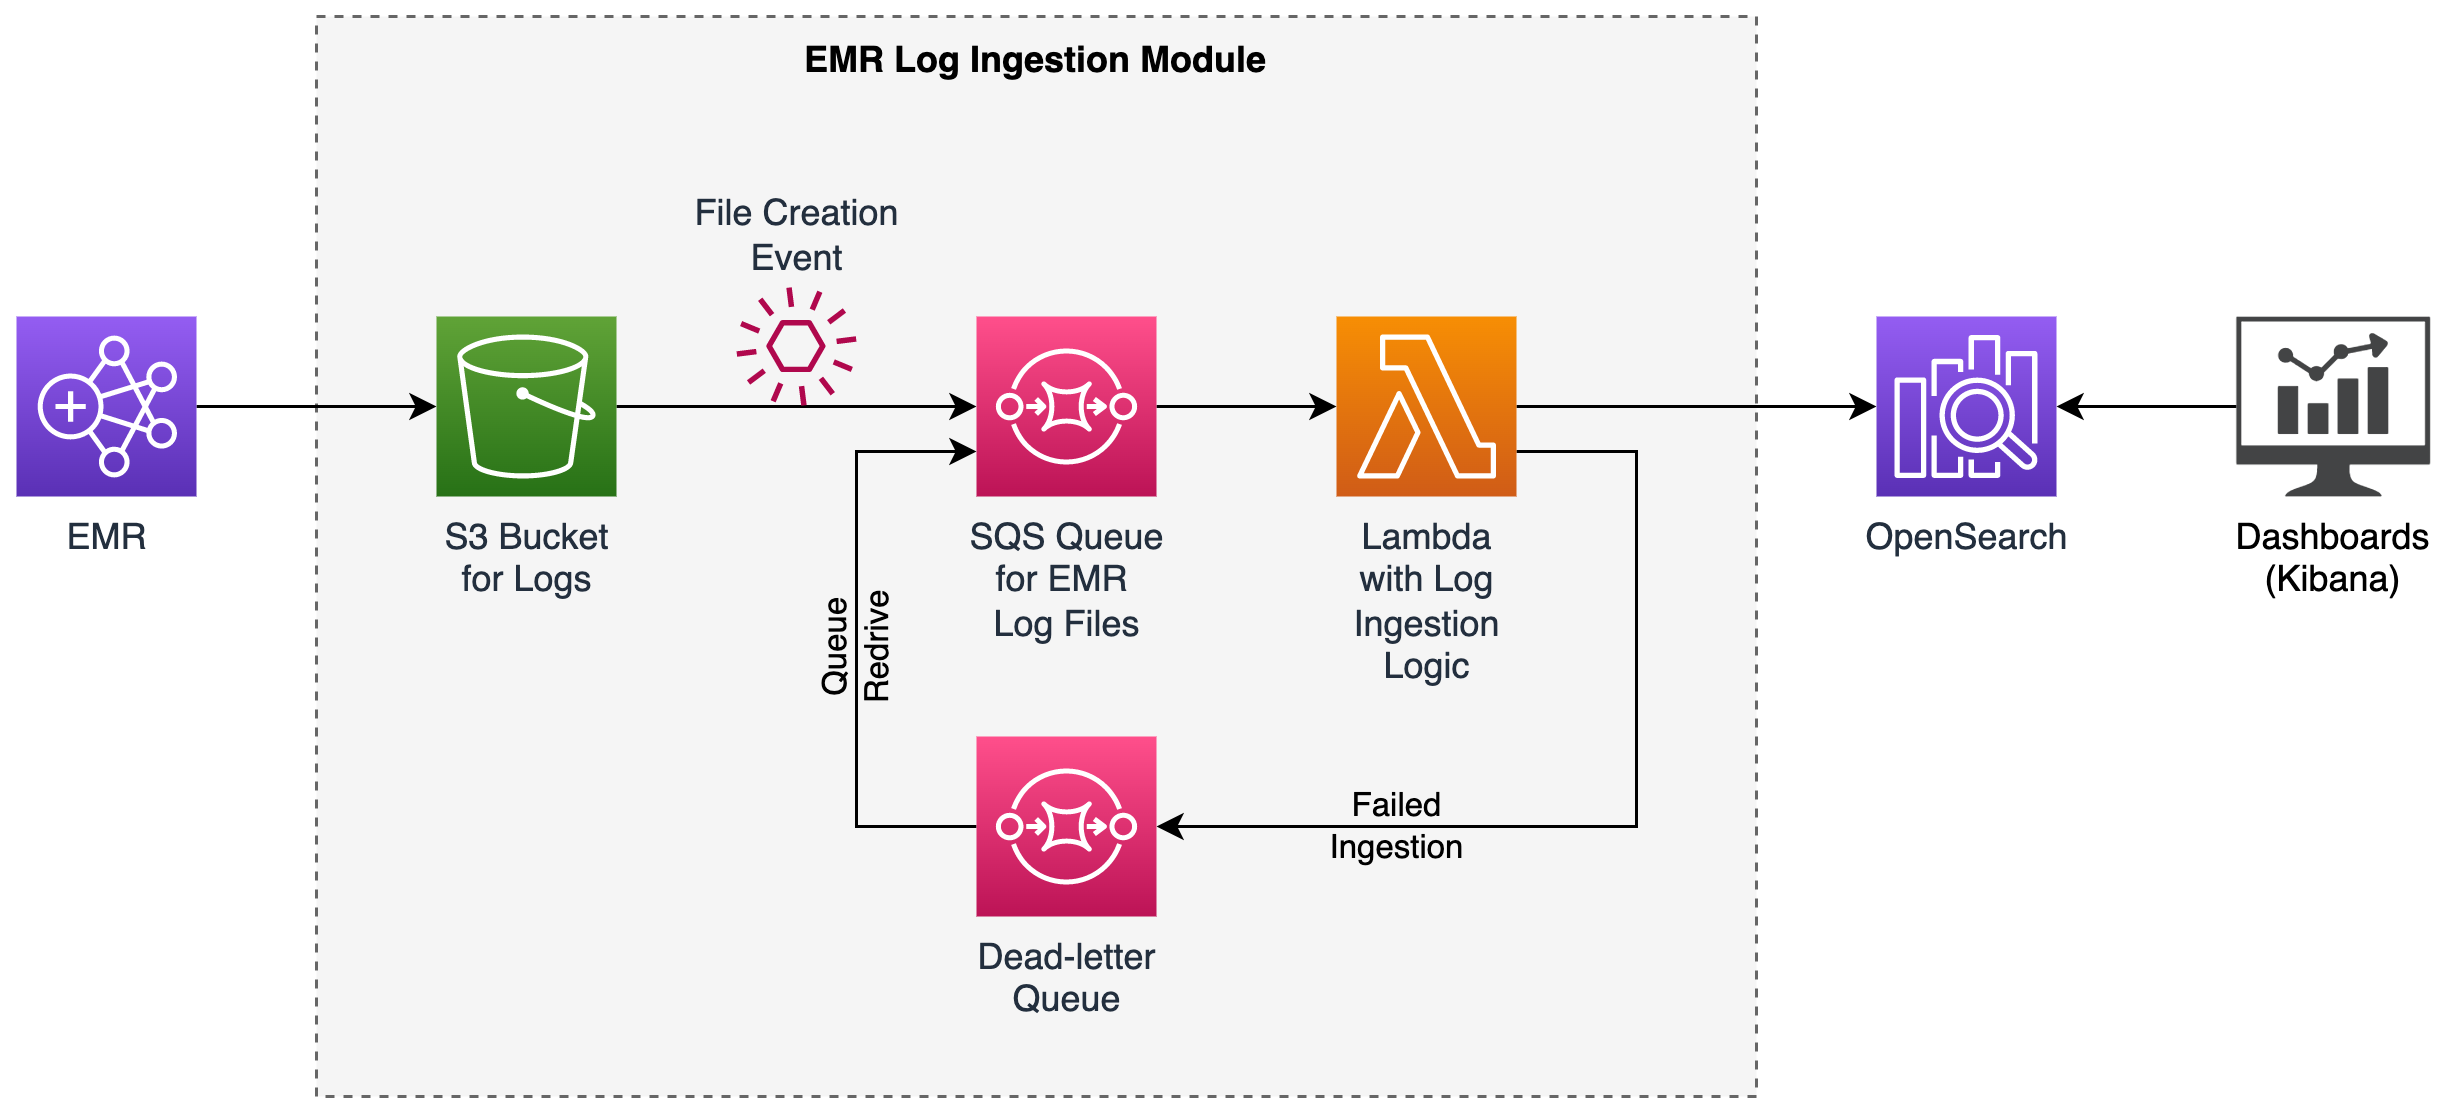 EMR Log Ingestion Module
File Creation
Event
EMR
S3 Bucket
for Logs
SQS Queue
for EMR
Log Files
Lambda
with Log
Ingestion
Logic
OpenSearch
Dashboards
(Kibana)
Queue
Redrive
Failed
Ingestion
Dead-letter
Queue